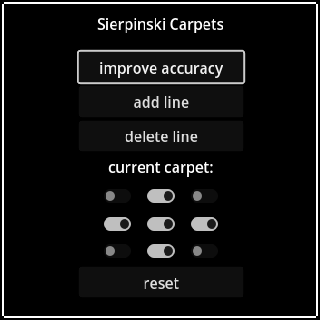 Sierpinski Carpets
improve accuracy
add line
delete line
current carpet:
reset